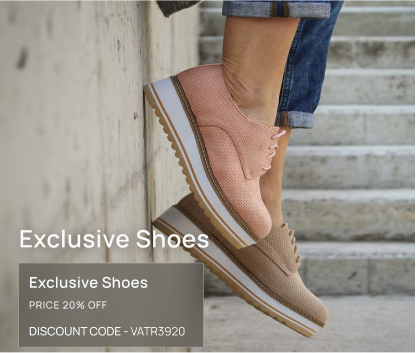 Exclusive Shoes
Exclusive Shoes
PRICE 20% OFF
DISCOUNT CODE - VATR3920